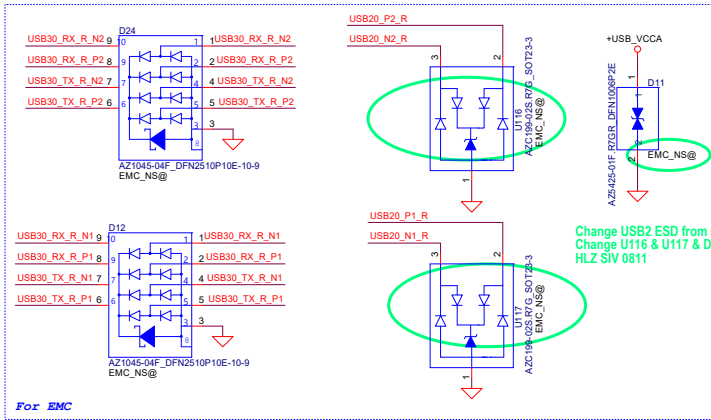 D24
USB30_RX_R_N2 9 1 USB30_RX_R_N2
USB30_RX_R_P2 8 2 USB30_RX_R_P2
USB30_TX_R_N2 7 4 USB30_TX_R_N2
USB30_TX_R_P2 6 5 USB30_TX_R_P2
3
AZ1045-04F_DFN2510P10E-10-9
EMC_NS@
USB20_P2_R
USB20_N2_R
3 2
1
U116
AZC199-02S.R7G_SOT23-3
EMC_NS@
+USB_VCCA
D11
1 1
2 2
AZ5425-01F.R7GR_DFN1006P2E
EMC_NS@
D12
USB30_RX_R_N1 9 1 USB30_RX_R_N1
USB30_RX_R_P1 8 2 USB30_RX_R_P1
USB30_TX_R_N1 7 4 USB30_TX_R_N1
USB30_TX_R_P1 6 5 USB30_TX_R_P1
3
AZ1045-04F_DFN2510P10E-10-9
EMC_NS@
USB20_P1_R
USB20_N1_R
3 2
1
U117
AZC199-02S.R7G_SOT23-3
EMC_NS@
Change USB2 ESD from
Change U116 & U117 & D
HLZ SIV 0811
For EMC